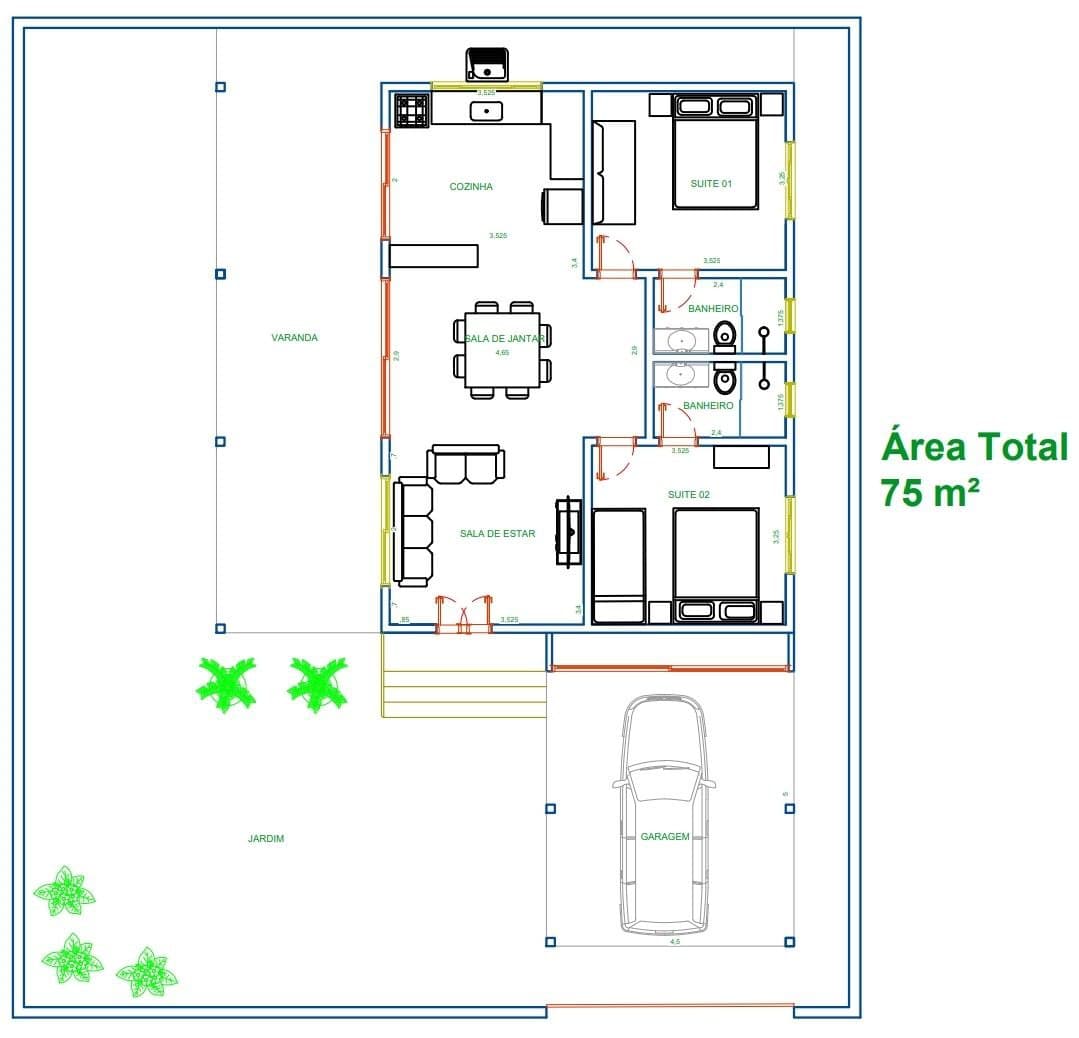 3,525
COZINHA
2
3,525
3,4
SUITE 01
3,25
3,525
2,4
BANHEIRO
1,375
VARANDA
SALA DE JANTAR
4,65
2,9
2,9
BANHEIRO
1,375
2,4
Área Total
75 m²
,7
3,525
SUITE 02
2
SALA DE ESTAR
3,25
,7
,85
3,525
3,4
5
JARDIM
GARAGEM
4,5